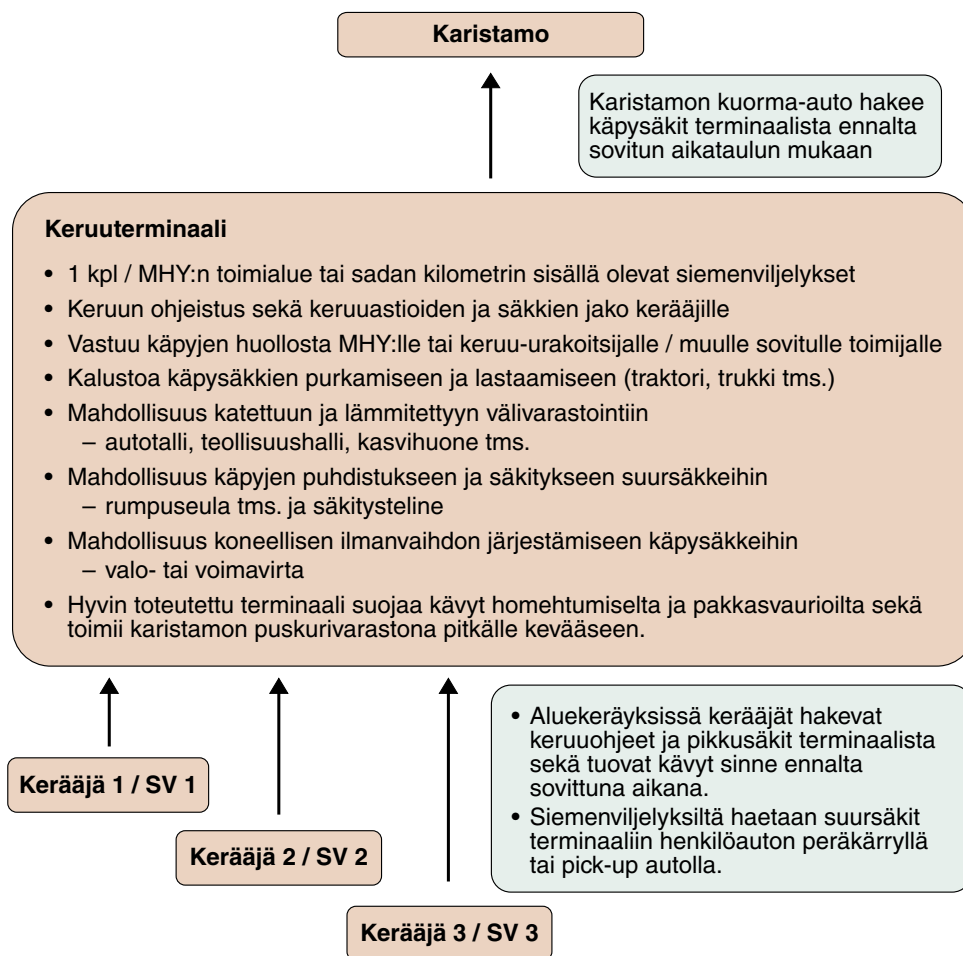 Karistamo
Karistamon kuorma-auto hakee
käpysäkit terminaalista ennalta
sovitun aikataulun mukaan
Keruuterminaali
• 1 kpl / MHY:n toimialue tai sadan kilometrin sisällä olevat siemenviljelykset
• Keruun ohjeistus sekä keruuastioiden ja säkkien jako kerääjille
• Vastuu käpyjen huollosta MHY:lle tai keruu-urakoitsijalle / muulle sovitulle toimijalle
• Kalustoa käpysäkkien purkamiseen ja lastaamiseen (traktori, trukki tms.)
• Mahdollisuus katettuun ja lämmitettyyn välivarastointiin
– autotalli, teollisuushalli, kasvihuone tms.
• Mahdollisuus käpyjen puhdistukseen ja säkitykseen suursäkkeihin
– rumpuseula tms. ja säkitysteline
• Mahdollisuus koneellisen ilmanvaihdon järjestämiseen käpysäkkeihin
– valo- tai voimavirta
• Hyvin toteutettu terminaali suojaa kävyt homehtumiselta ja pakkasvaurioilta sekä
toimii karistamon puskurivarastona pitkälle kevääseen.
• Aluekeräyksissä kerääjät hakevat
keruuohjeet ja pikkusäkit terminaalista
sekä tuovat kävyt sinne ennalta
sovittuna aikana.
• Siemenviljelyksiltä haetaan suursäkit
terminaaliin henkilöauton peräkärryllä
tai pick-up autolla.
Kerääjä 1 / SV 1
Kerääjä 2 / SV 2
Kerääjä 3 / SV 3